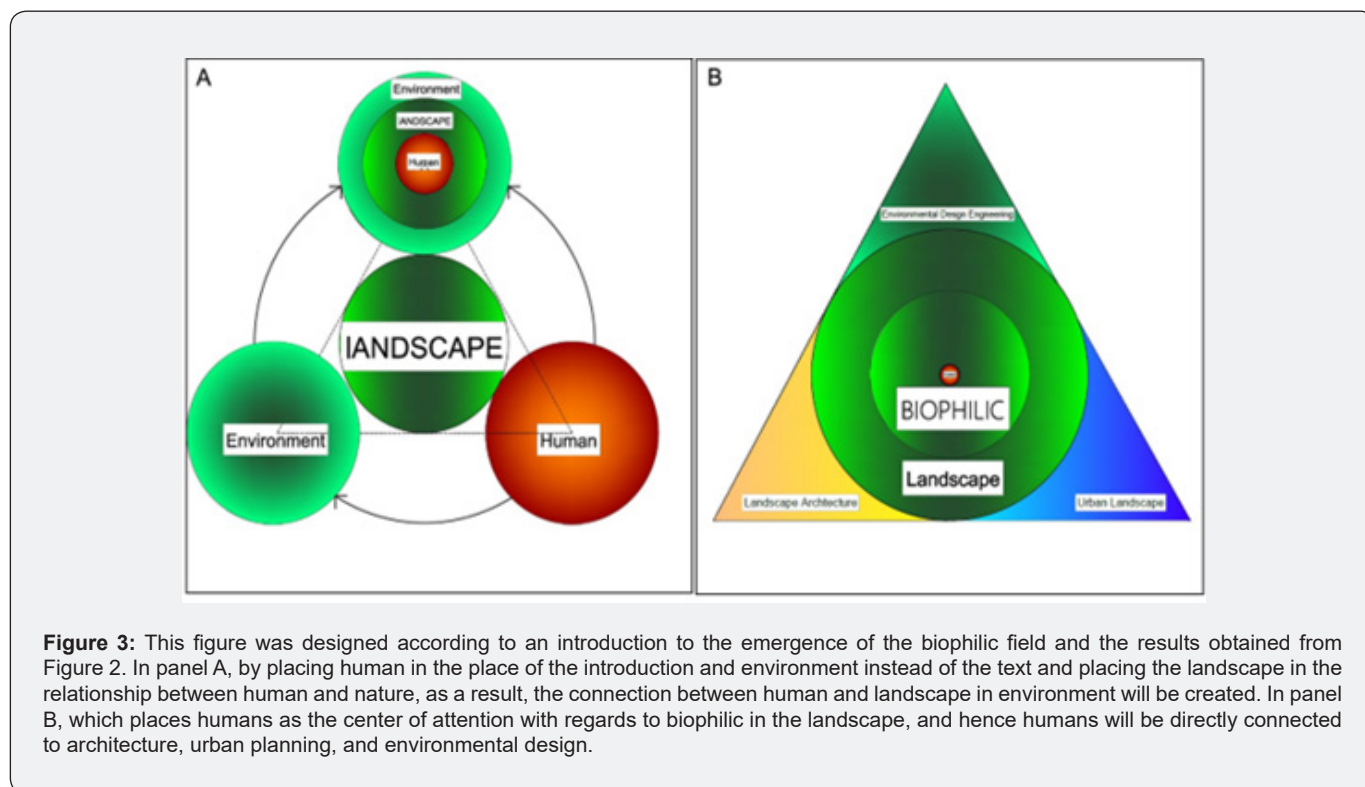 A
Environment
lANDSCAPE
Human
lANDSCAPE
Environment
Human
B
Environmental Design Engineering
BIOPHILIC
Landscape
Landscape Archtecture
Urban Landscape
Figure 3: This figure was designed according to an introduction to the emergence of the biophilic field and the results obtained from
Figure 2. In panel A, by placing human in the place of the introduction and environment instead of the text and placing the landscape in the
relationship between human and nature, as a result, the connection between human and landscape in environment will be created. In panel
B, which places humans as the center of attention with regards to biophilic in the landscape, and hence humans will be directly connected
to architecture, urban planning, and environmental design.